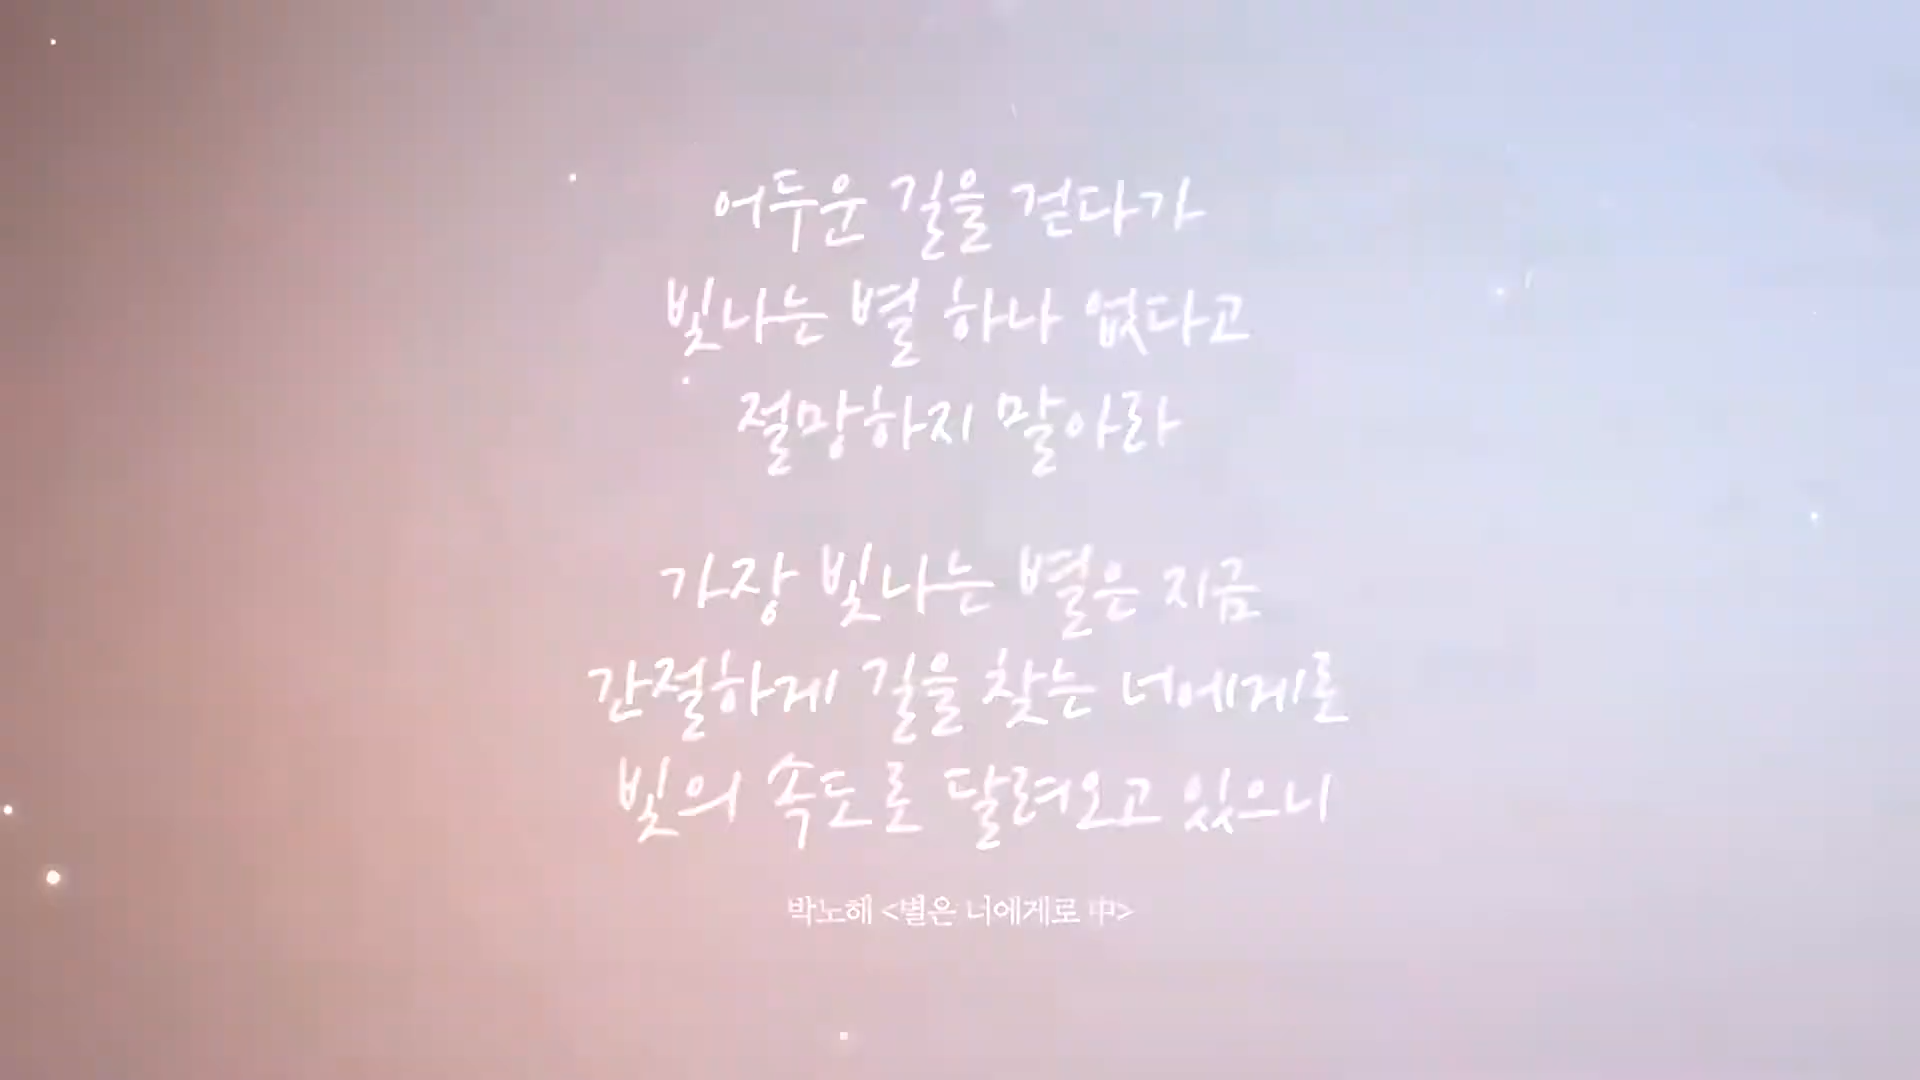 어두운 길을 걷다가
빛나는 별 하나 없다고
절망하지 말아라
가장 빛나는 별은 지금
간절하게 길을 찾는 너에게로
빛의 속도로 달려오고 있으니
박노해 <별은 너에게로 中>